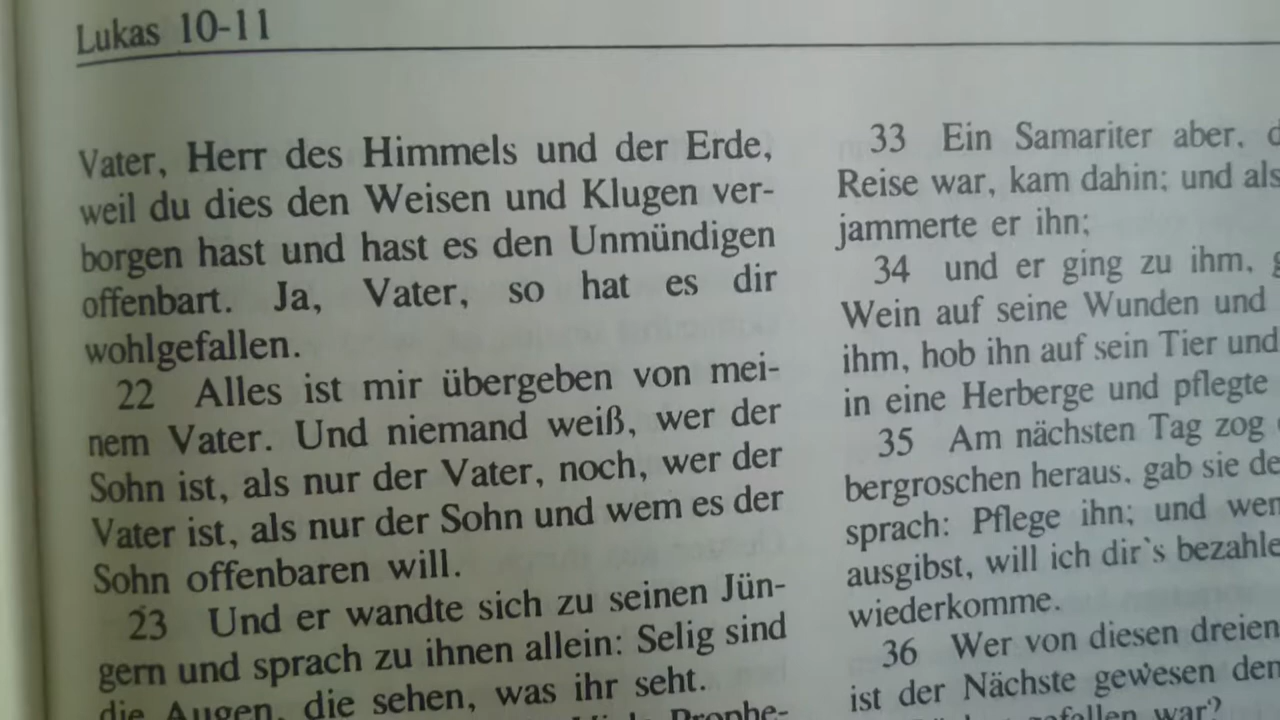 Lukas 10-11
Vater, Herr des Himmels und der Erde,
weil du dies den Weisen und Klugen ver-
borgen hast und hast es den Unmündigen
offenbart. Ja, Vater, so hat es dir
wohlgefallen.
22 Alles ist mir übergeben von mei-
nem Vater. Und niemand weiß, wer der
Sohn ist, als nur der Vater, noch, wer der
Vater ist, als nur der Sohn und wem es der
Sohn offenbaren will.
23 Und er wandte sich zu seinen Jün-
gern und sprach zu ihnen allein: Selig sind
die Augen, die sehen, was ihr seht.
Prophe-
33 Ein Samariter aber, d
Reise war, kam dahin; und als
jammerte er ihn;
34 und er ging zu ihm, g
Wein auf seine Wunden und
ihm, hob ihn auf sein Tier und
in eine Herberge und pflegte
35 Am nächsten Tag zog
bergroschen heraus, gab sie de
sprach: Pflege ihn; und wen
ausgibst, will ich dir`s bezahle
wiederkomme.
36 Wer von diesen dreien
ist der Nächste gewesen den
gefallen war?